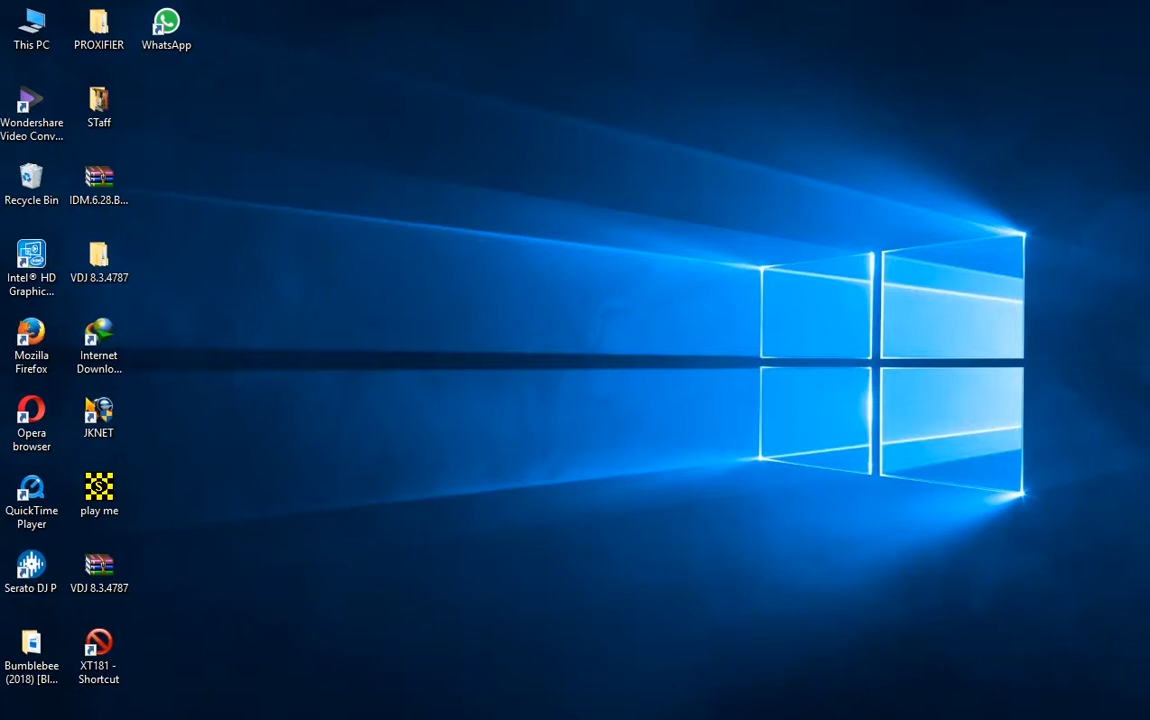 This PC
PROXIFIER
WhatsApp
Wondershare
Video Conv...
STaff
Recycle Bin
IDM.6.28.B...
Intel® HD
Graphic...
VDJ 8.3.4787
Mozilla
Firefox
Internet
Downlo...
Opera
browser
JKNET
QuickTime
Player
S
play me
Serato DJ P
VDJ 8.3.4787
Bumblebee
(2018) [Bl...
XT181 -
Shortcut